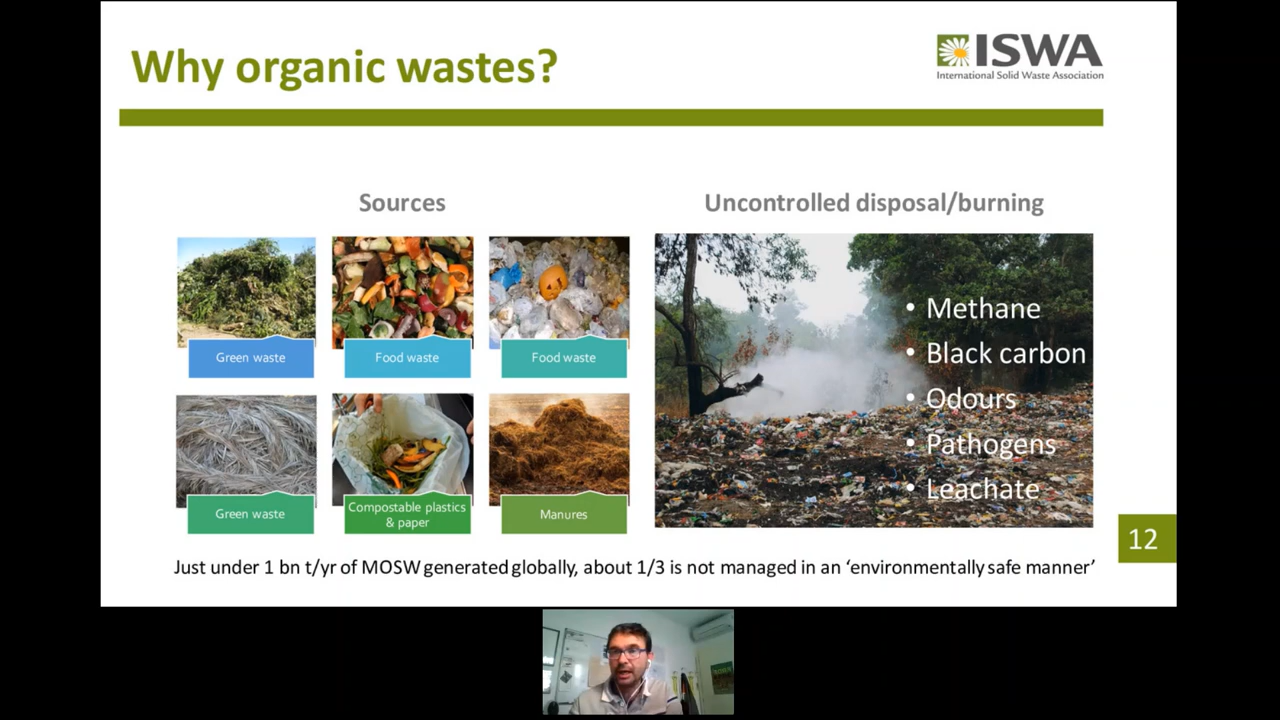 Why organic wastes?
ISWA
International Solid Waste Association
Sources
Uncontrolled disposal/burning
Green waste
Food waste
Food waste
Green waste
Compostable plastics
& paper
Manures
• Methane
• Black carbon
• Odours
• Pathogens
• Leachate
12
Just under 1 bn t/yr of MOSW generated globally, about 1/3 is not managed in an ‘environmentally safe manner’